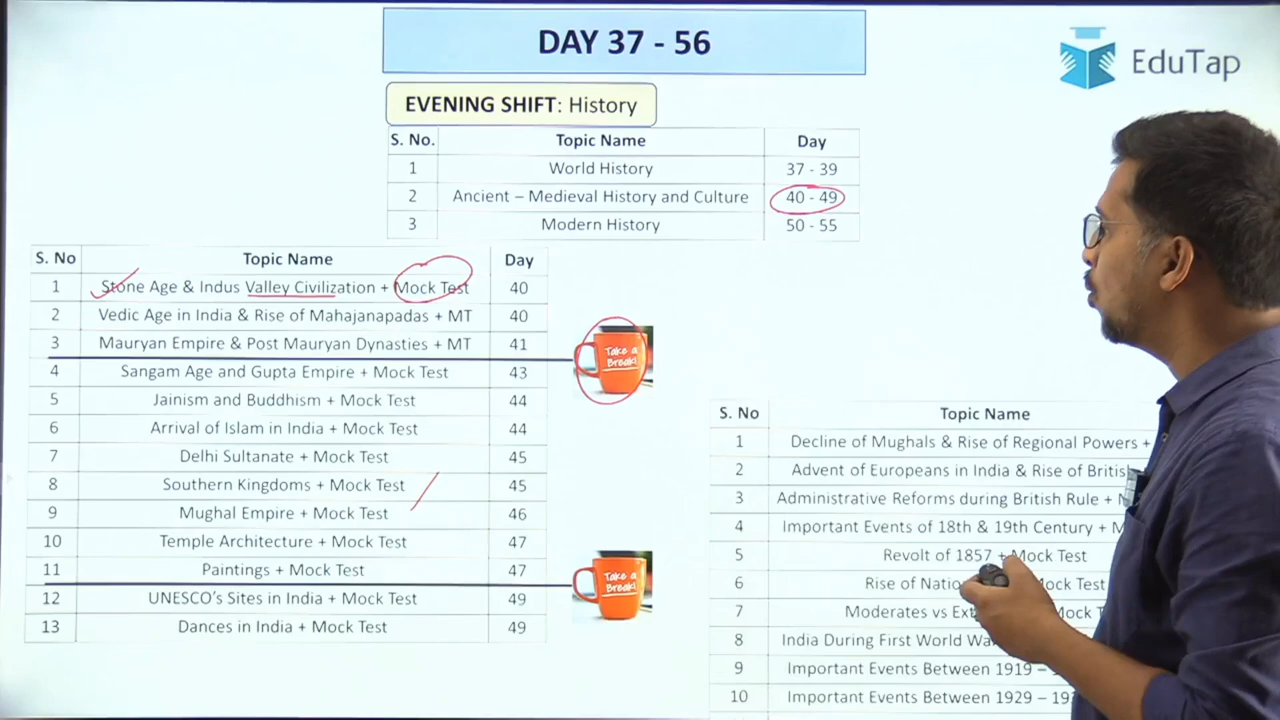 DAY 37 - 56
EduTap
EVENING SHIFT: History
S. No. Topic Name Day
1 World History 37 - 39
2 Ancient – Medieval History and Culture 40 - 49
3 Modern History 50 - 55
S. No Topic Name Day
1 Stone Age & Indus Valley Civilization + Mock Test 40
2 Vedic Age in India & Rise of Mahajanapadas + MT 40
3 Mauryan Empire & Post Mauryan Dynasties + MT 41
Take a
Break!
4 Sangam Age and Gupta Empire + Mock Test 43
5 Jainism and Buddhism + Mock Test 44
6 Arrival of Islam in India + Mock Test 44
7 Delhi Sultanate + Mock Test 45
8 Southern Kingdoms + Mock Test 45
9 Mughal Empire + Mock Test 46
10 Temple Architecture + Mock Test 47
11 Paintings + Mock Test 47
Take a
Break!
12 UNESCO's Sites in India + Mock Test 49
13 Dances in India + Mock Test 49
S. No Topic Name
1 Decline of Mughals & Rise of Regional Powers +
2 Advent of Europeans in India & Rise of
3 Administrative Reforms during British Rule +
4 Important Events of 18th & 19th Century +
5 Revolt of 1857 + Mock Test
6 Rise of Mock Test
7 Moderates vs
8 India During First World
9 Important Events Between 1919 –
10 Important Events Between 1929 –